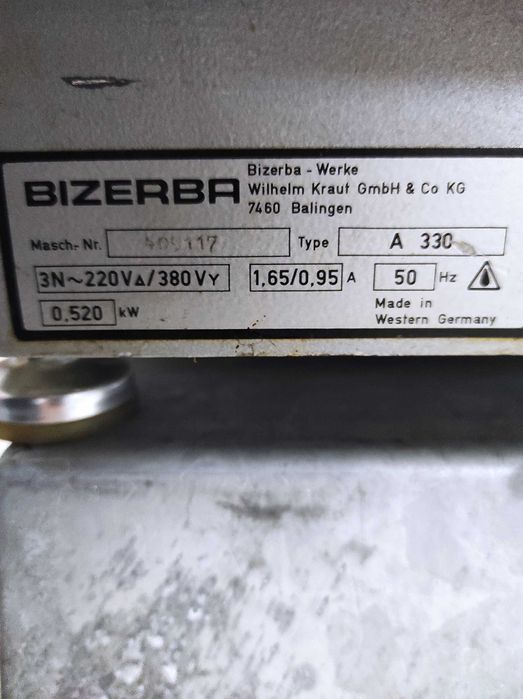 BIZERBA
Bizerba - Werke
Wilhelm Kraut GmbH & Co KG
7460 Balingen
Masch.- Nr. 409117 Type A 330
3N~220V△/380VY 1,65/0,95 A 50 Hz
0,520 kW
Made in
Western Germany